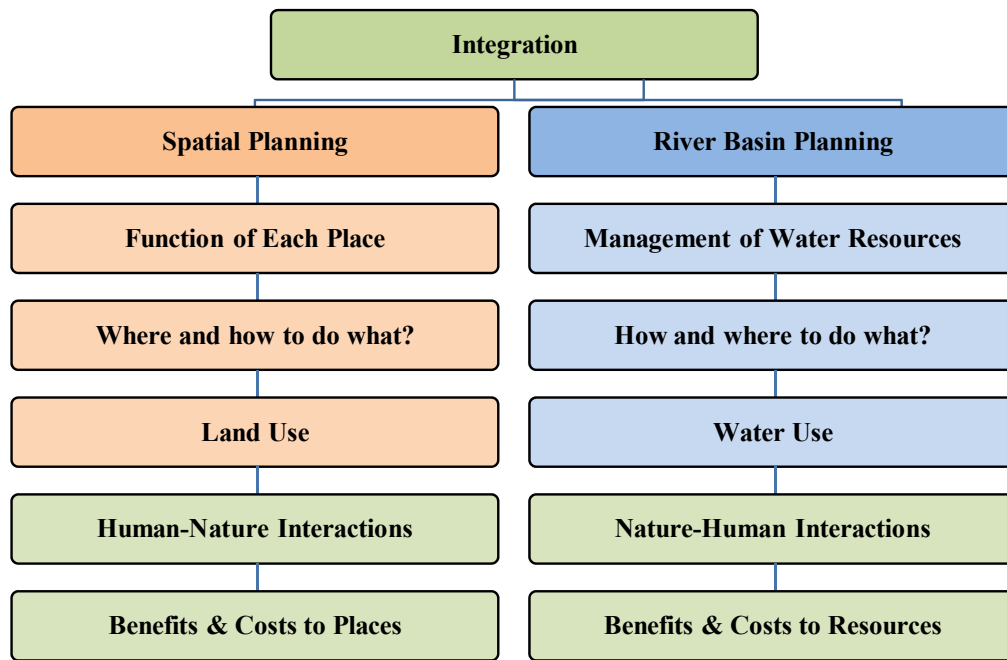 Integration
Spatial Planning
River Basin Planning
Function of Each Place
Management of Water Resources
Where and how to do what?
How and where to do what?
Land Use
Water Use
Human-Nature Interactions
Nature-Human Interactions
Benefits & Costs to Places
Benefits & Costs to Resources